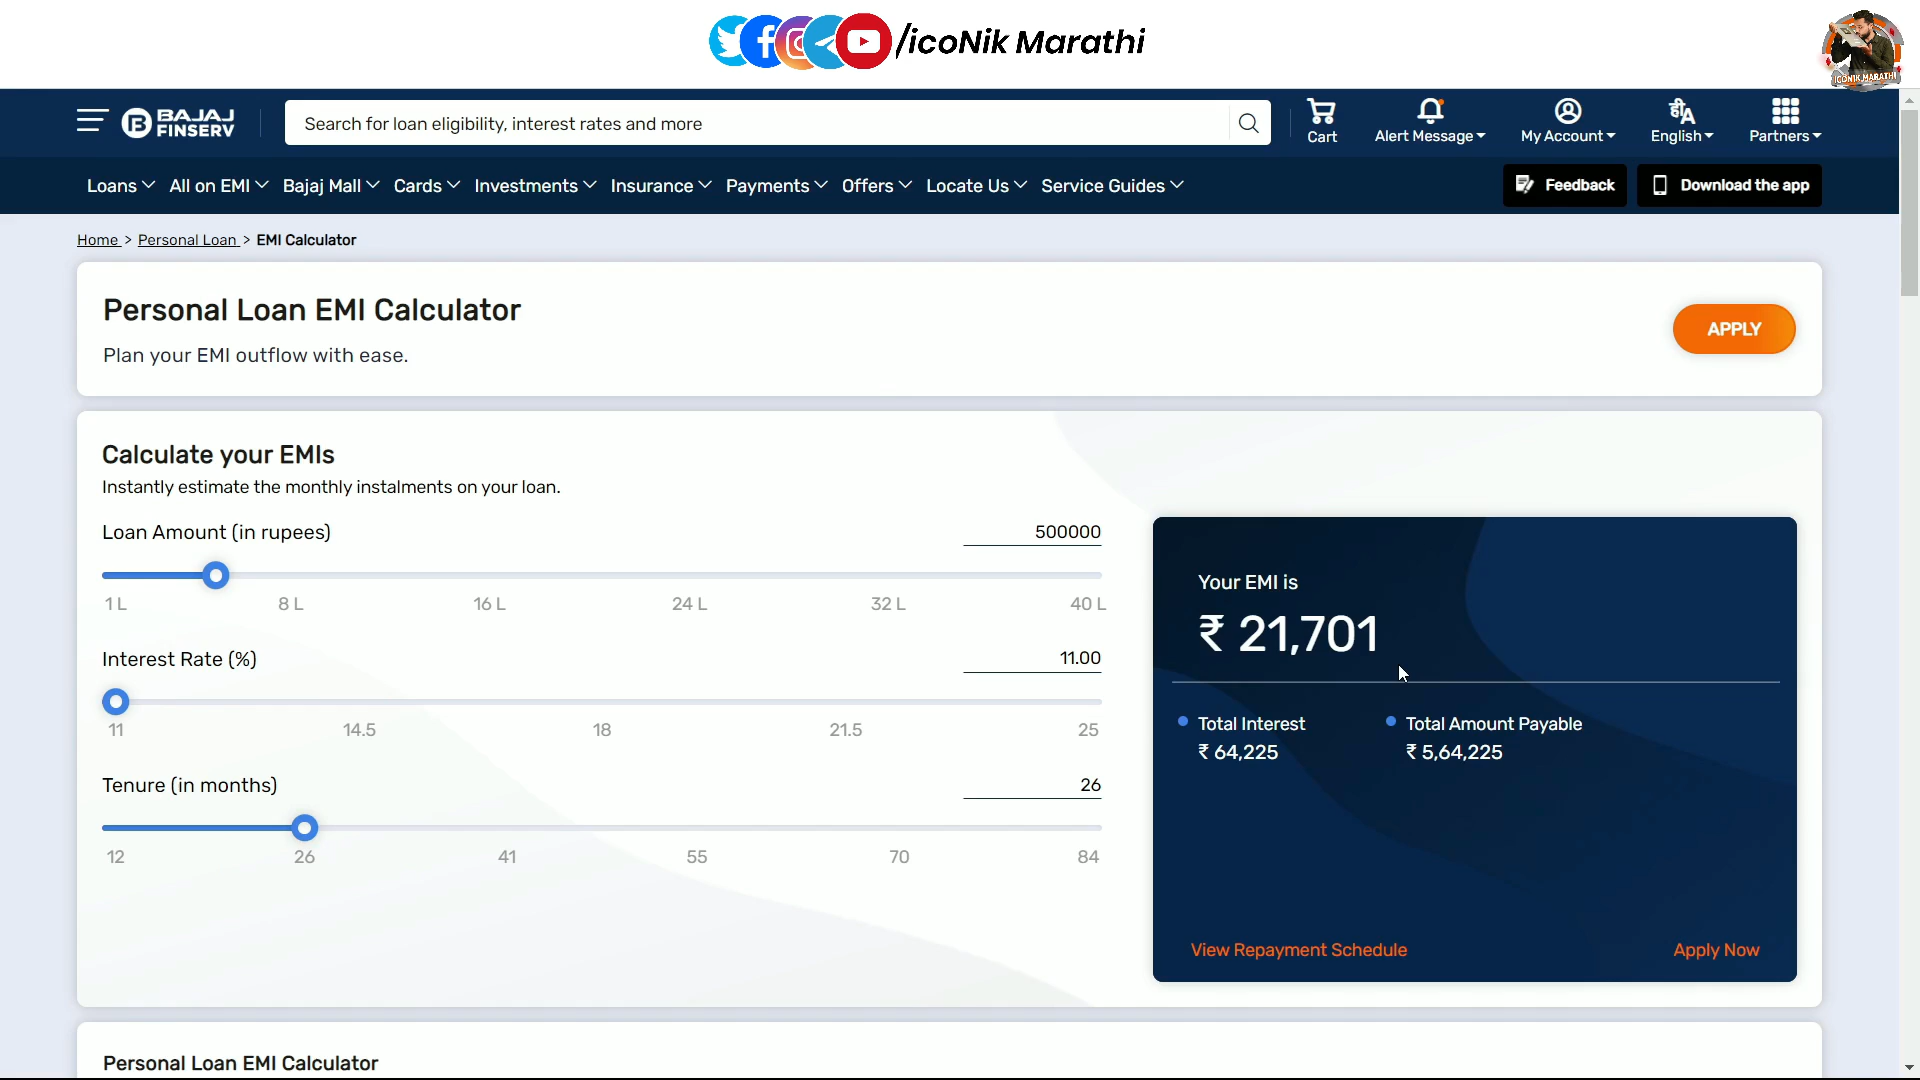 /icoNik Marathi
ICONIK MARATHI
BAJAJ
FINSERV
Search for loan eligibility, interest rates and more
Cart
Alert Message
My Account
हीA
English
Partners
Loans All on EMI Bajaj Mall Cards Investments Insurance Payments Offers Locate Us Service Guides
Feedback
Download the app
Home > Personal Loan > EMI Calculator
Personal Loan EMI Calculator
Plan your EMI outflow with ease.
APPLY
Calculate your EMIs
Instantly estimate the monthly instalments on your loan.
Loan Amount (in rupees) 500000
1 L 8 L 16 L 24 L 32 L 40 L
Interest Rate (%) 11.00
11 14.5 18 21.5 25
Tenure (in months) 26
12 26 41 55 70 84
Your EMI is
₹ 21,701
Total Interest
₹ 64,225
Total Amount Payable
₹ 5,64,225
View Repayment Schedule
Apply Now
Personal Loan EMI Calculator